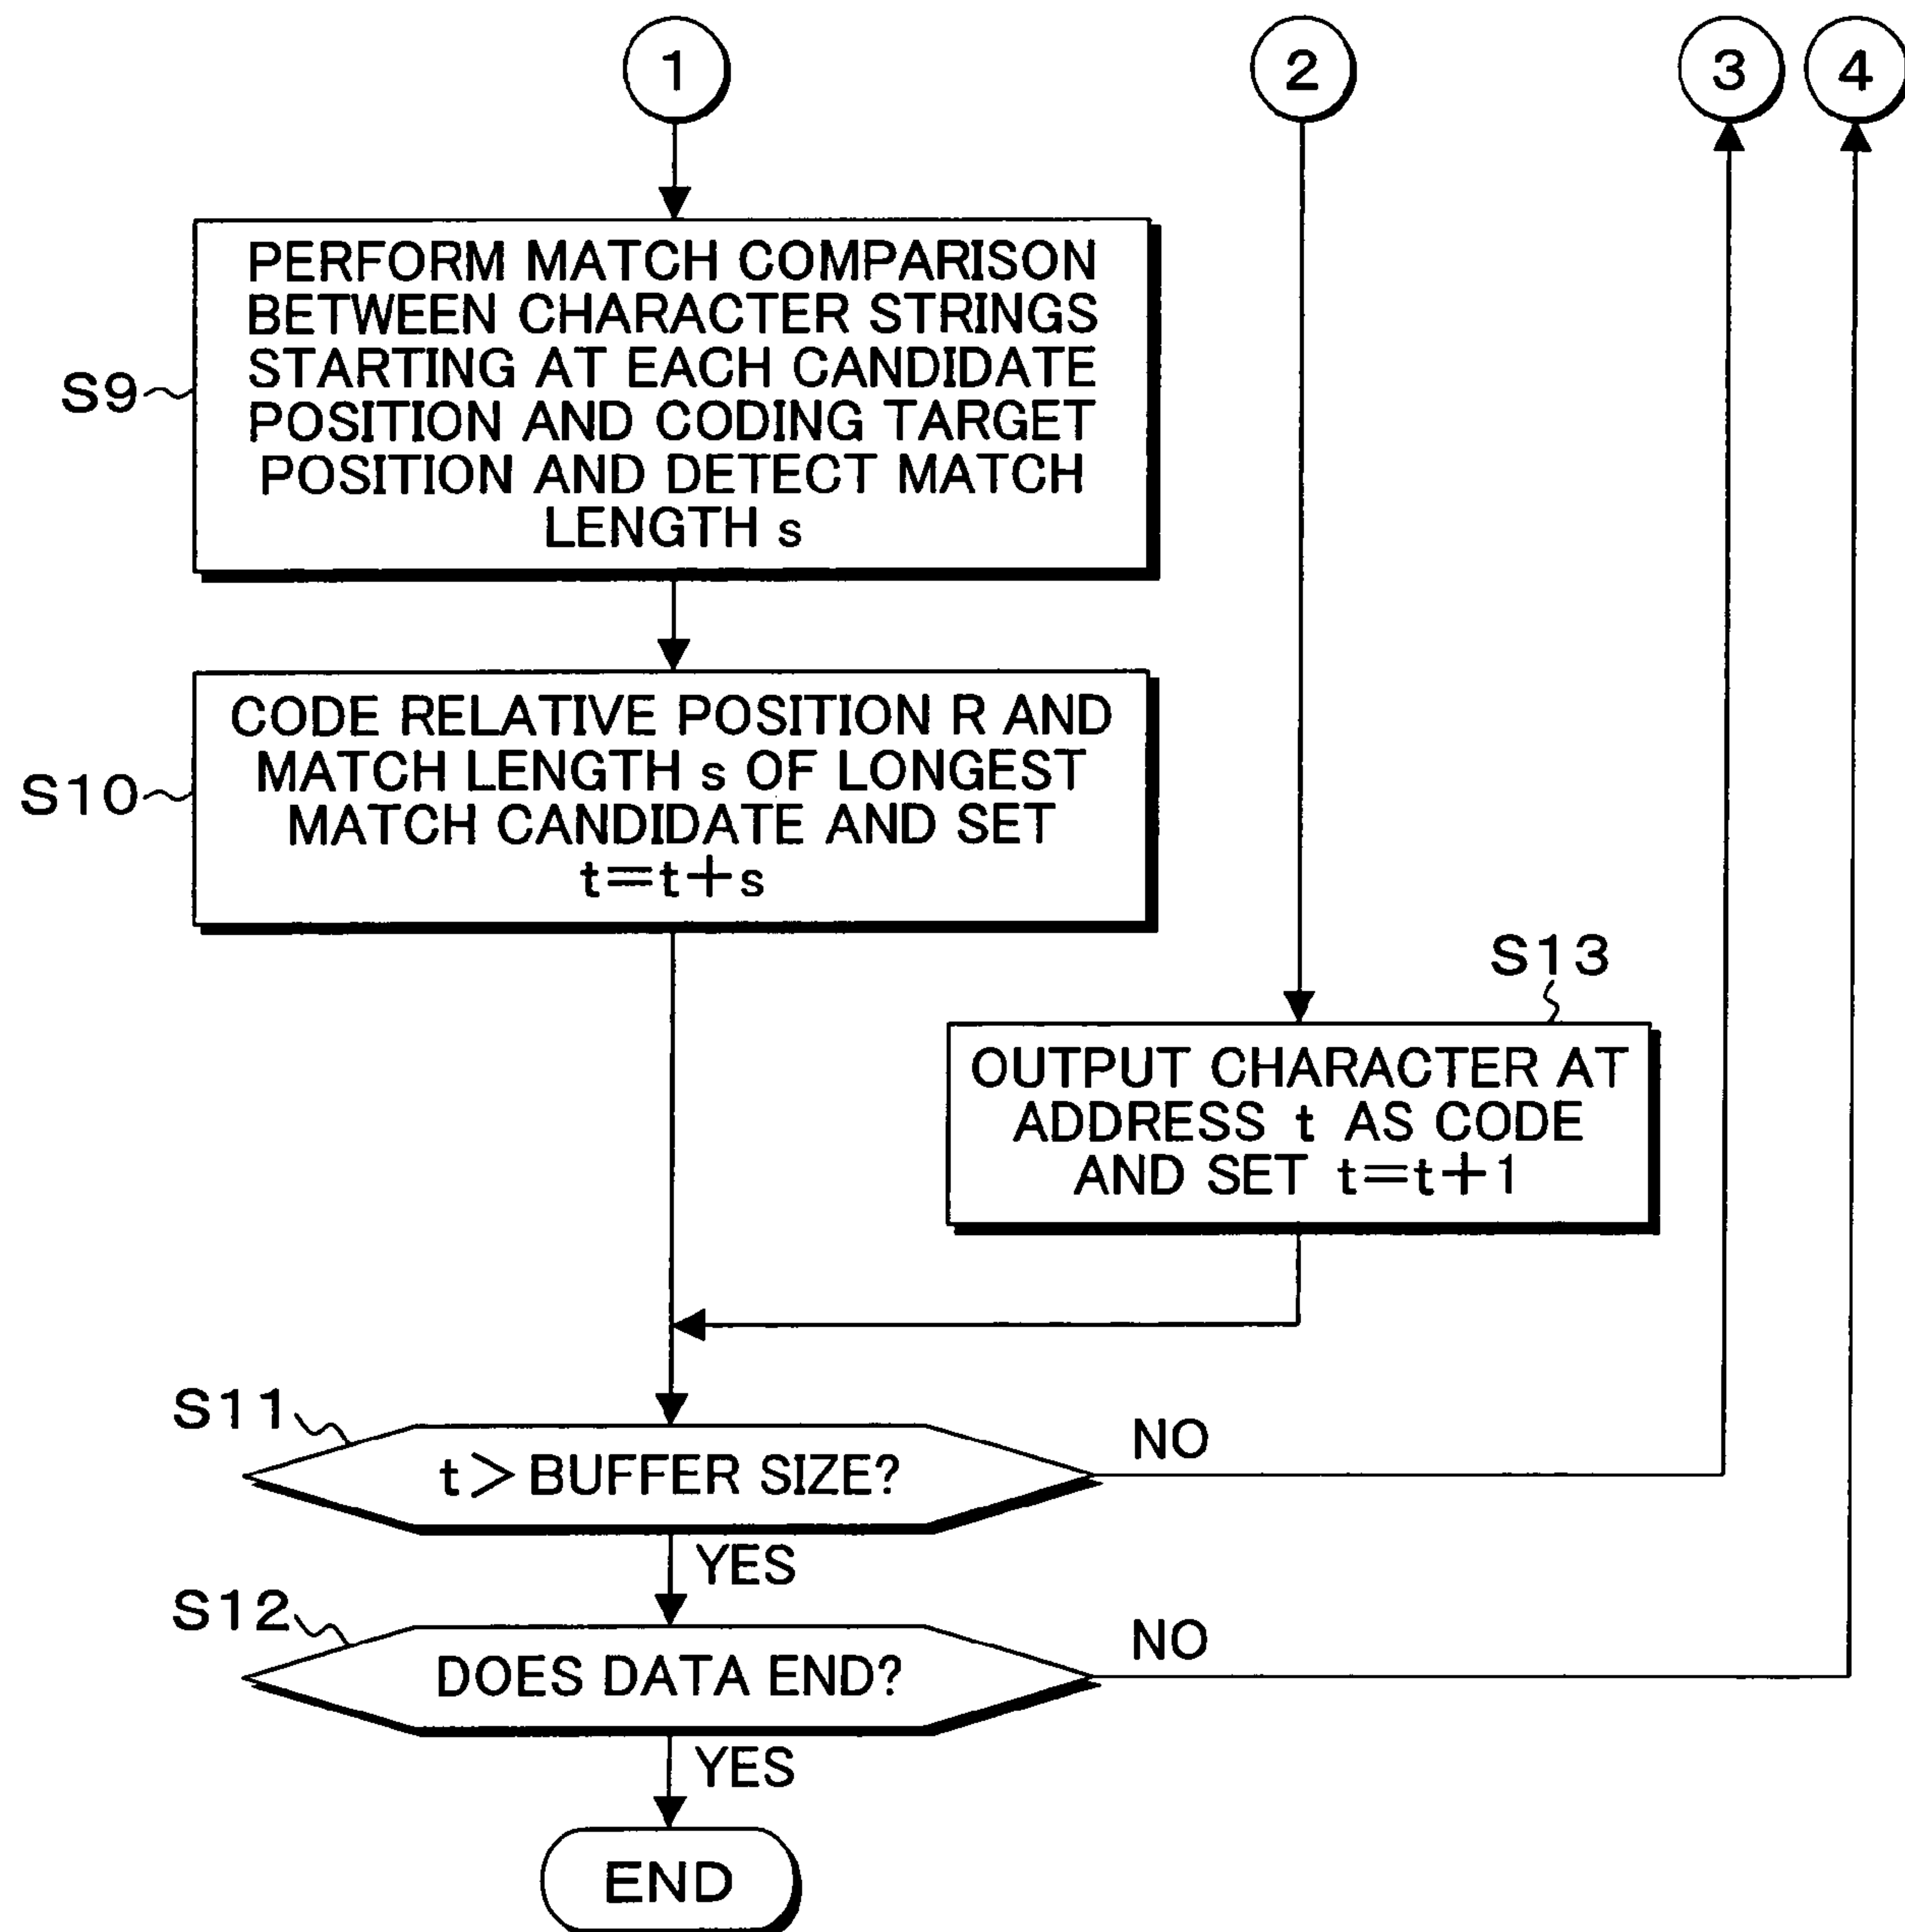 1
2
3
4
S9
PERFORM MATCH COMPARISON
BETWEEN CHARACTER STRINGS
STARTING AT EACH CANDIDATE
POSITION AND CODING TARGET
POSITION AND DETECT MATCH
LENGTH s
S10
CODE RELATIVE POSITION R AND
MATCH LENGTH s OF LONGEST
MATCH CANDIDATE AND SET
t=t+s
S13
OUTPUT CHARACTER AT
ADDRESS t AS CODE
AND SET t=t+1
S11
t>BUFFER SIZE?
NO
YES
S12
DOES DATA END?
NO
YES
END